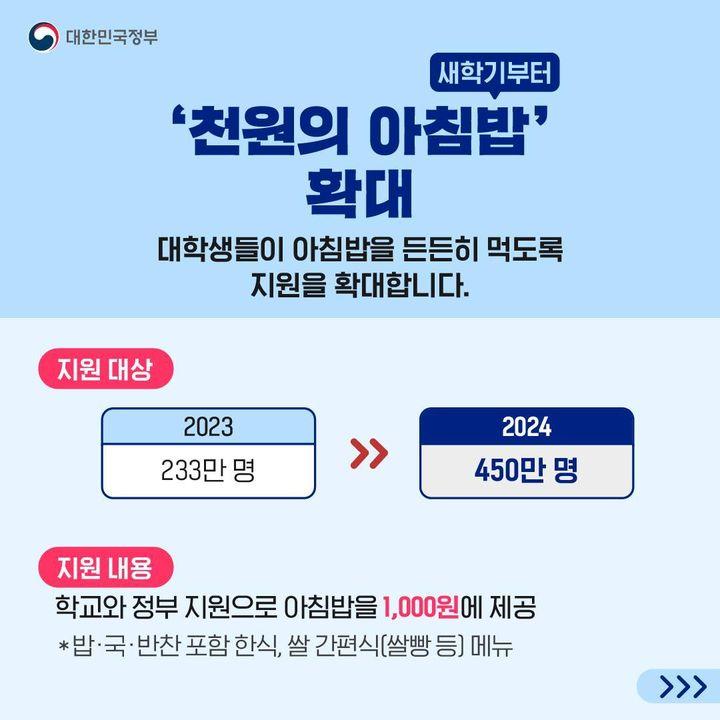 대한민국정부
새학기부터
‘천원의 아침밥’
확대
대학생들이 아침밥을 든든히 먹도록
지원을 확대합니다.
지원 대상
2023
233만 명
2024
450만 명
지원 내용
학교와 정부 지원으로 아침밥을 1,000원에 제공
*밥·국·반찬 포함 한식, 쌀 간편식(쌀빵 등) 메뉴